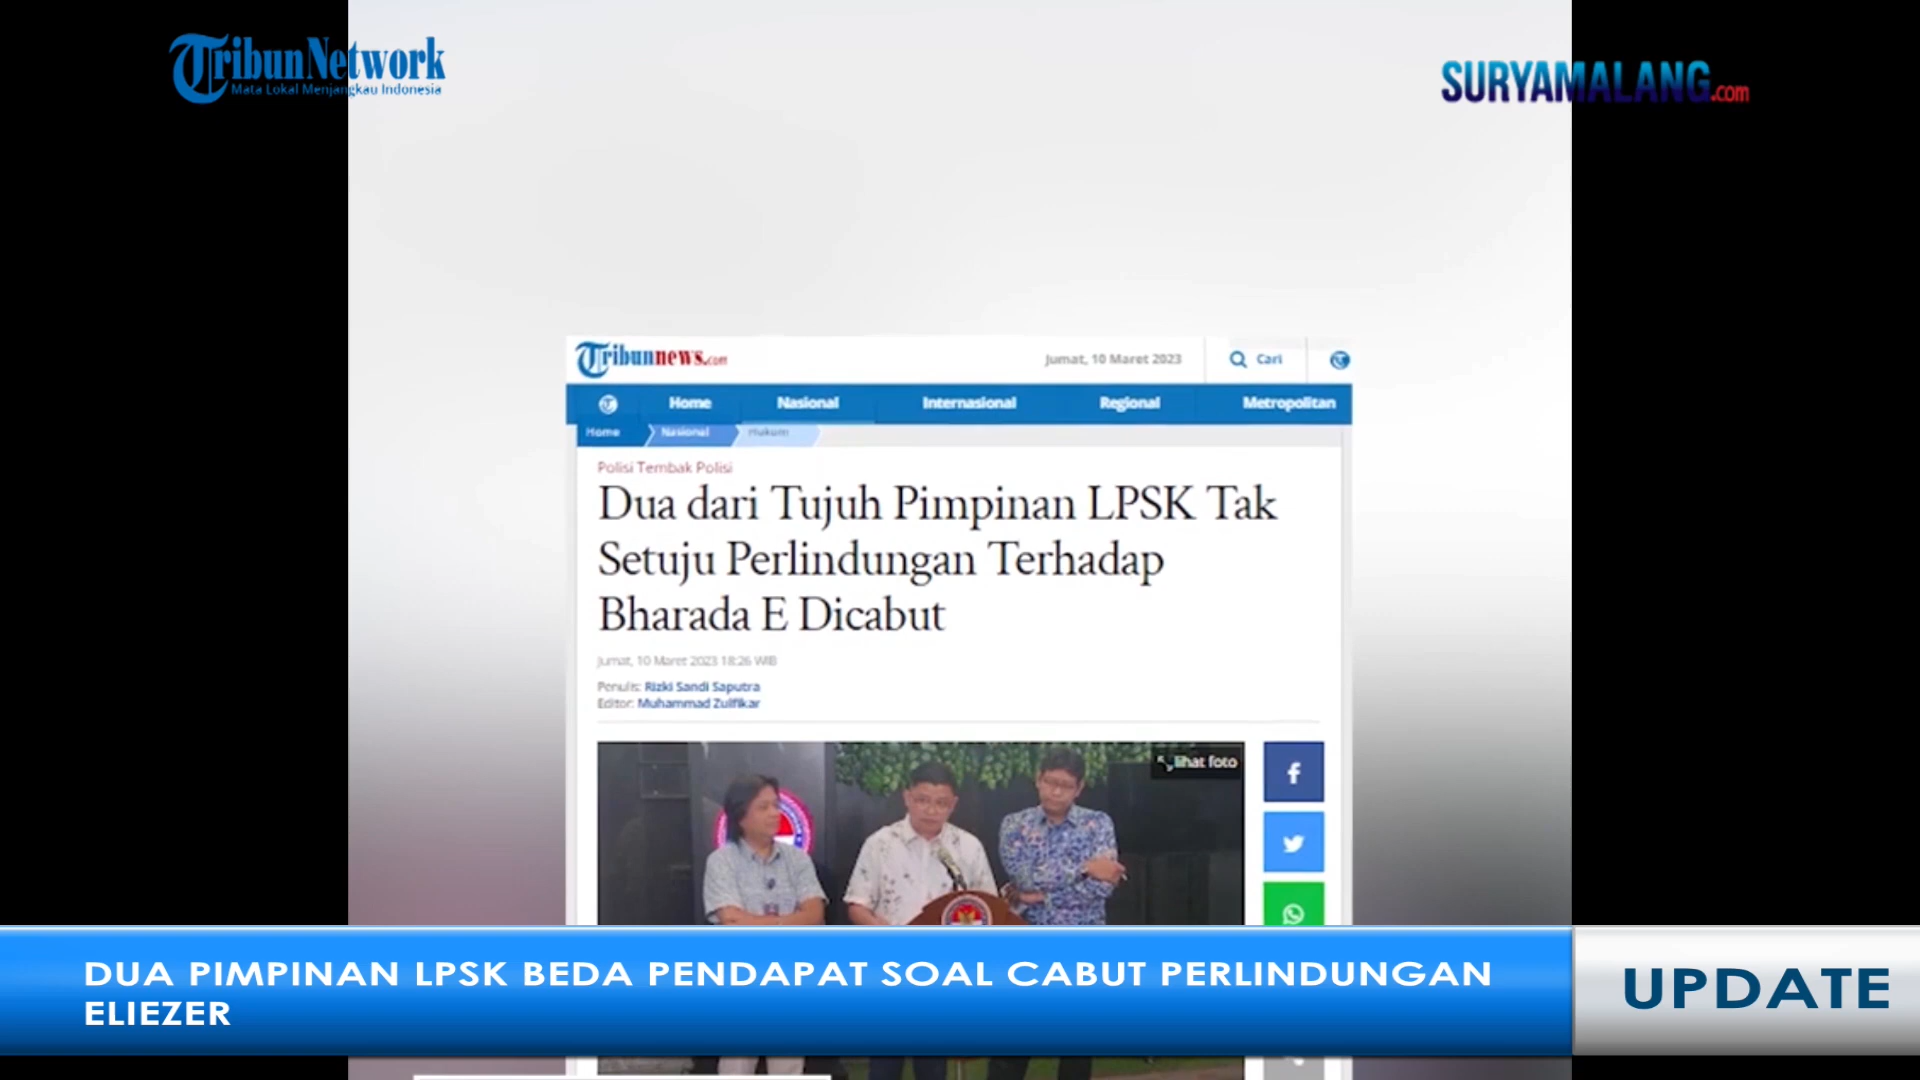 TribunNetwork
Mata Lokal Menjangkau Indonesia
SURYAMALANG.com
Tribunnews.com
Jumat, 10 Maret 2023
Cari
Home Nasional Internasional Regional Metropolitan
Home Nasional Hukum
Polisi Tembak Polisi
Dua dari Tujuh Pimpinan LPSK Tak
Setuju Perlindungan Terhadap
Bharada E Dicabut
Jumat, 10 Maret 2023 18:26 WIB
Penulis: Rizki Sandi Saputra
Editor: Muhammad Zulfikar
lihat foto
DUA PIMPINAN LPSK BEDA PENDAPAT SOAL CABUT PERLINDUNGAN
ELIEZER
UPDATE